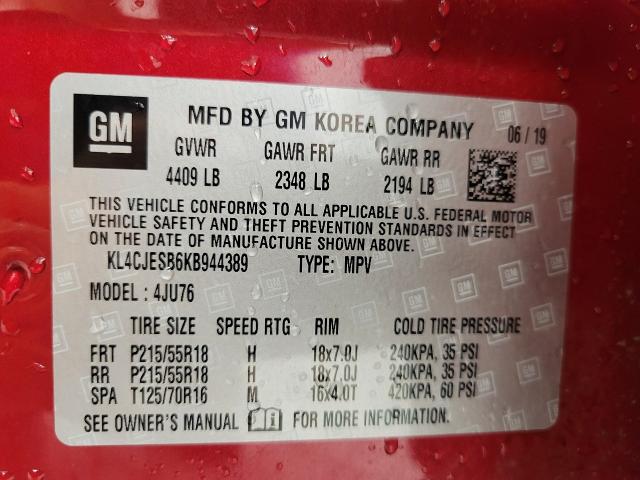 GM
MFD BY GM KOREA COMPANY 06 / 19
GVWR GAWR FRT GAWR RR
4409 LB 2348 LB 2194 LB
THIS VEHICLE CONFORMS TO ALL APPLICABLE U.S. FEDERAL MOTOR
VEHICLE SAFETY AND THEFT PREVENTION STANDARDS IN EFFECT
ON THE DATE OF MANUFACTURE SHOWN ABOVE.
KL4CJESB6KB944389 TYPE: MPV
MODEL: 4JU76
TIRE SIZE SPEED RTG RIM COLD TIRE PRESSURE
FRT P215/55R18 H 18x7.0J 240KPA, 35 PSI
RR P215/55R18 H 18x7.0J 240KPA, 35 PSI
SPA T125/70R16 M 16x4.0T 420KPA, 60 PSI
SEE OWNER'S MANUAL FOR MORE INFORMATION.